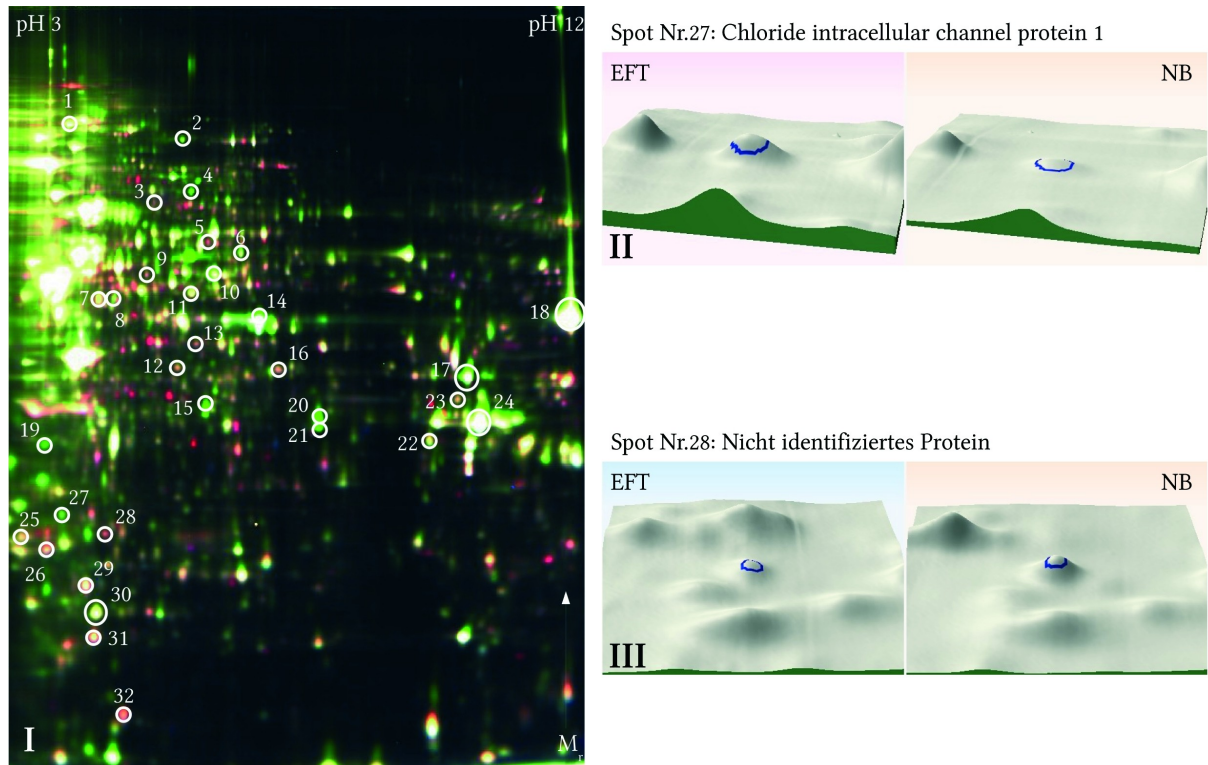 pH 3
pH 12
1
2
3
4
5
6
7
8
9
10
11
12
13
14
15
16
17
18
19
20
21
22
23
24
25
26
27
28
29
30
31
32
I
Mr
Spot Nr.27: Chloride intracellular channel protein 1
EFT
NB
II
Spot Nr.28: Nicht identifiziertes Protein
EFT
NB
III